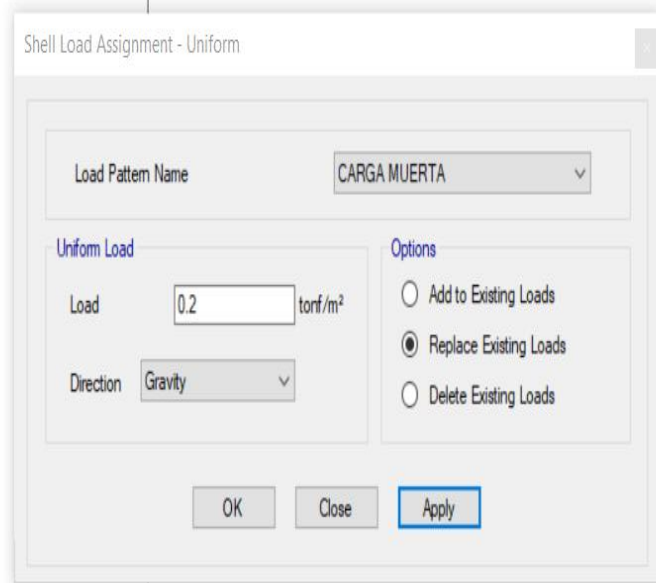 Shell Load Assignment - Uniform
x
Load Pattern Name
CARGA MUERTA
Uniform Load
Load
0.2
tonf/m²
Direction
Gravity
Options
Add to Existing Loads
Replace Existing Loads
Delete Existing Loads
OK
Close
Apply